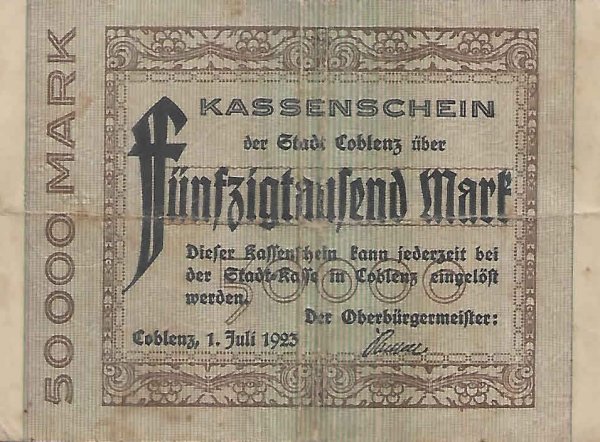 50000 MARK
KASSENSCHEIN
der Stadt Coblenz über
Fünfzigtausend Mark
Dieser Kassenschein kann jederzeit bei
der Stadt-Kasse in Coblenz eingelöst
werden.
50000
Der Oberbürgermeister:
Coblenz, 1. Juli 1923